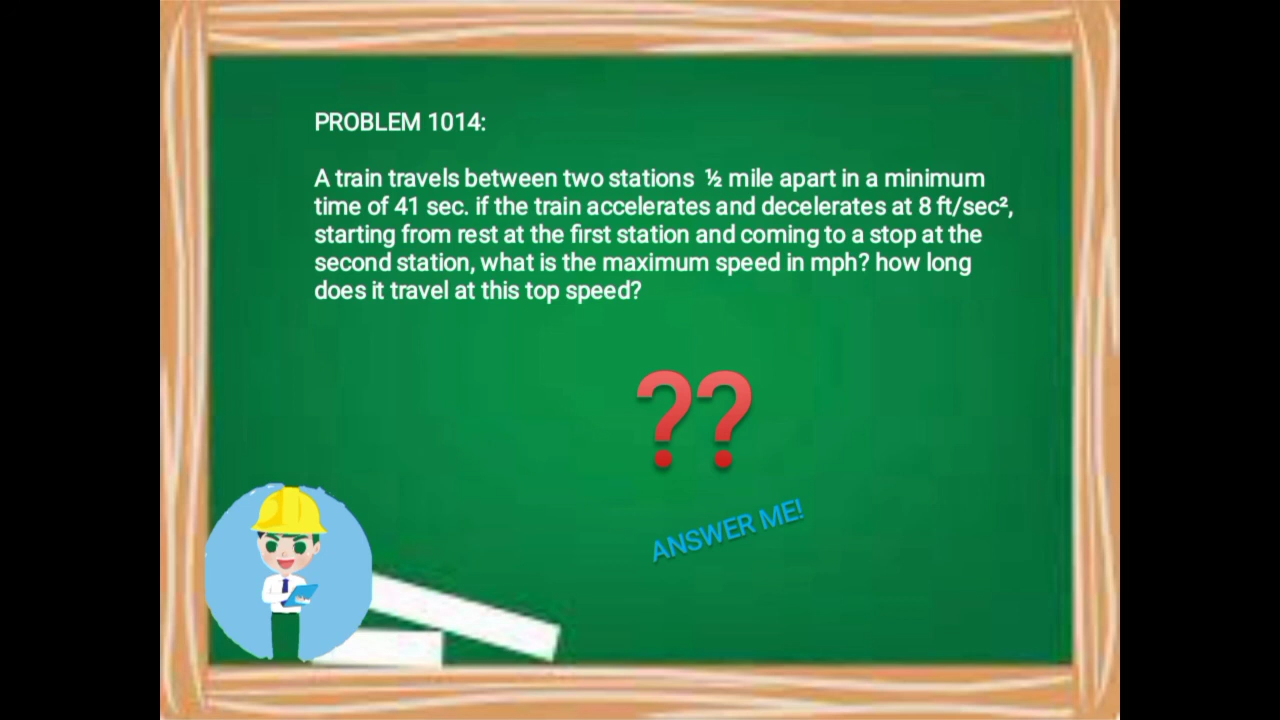 PROBLEM 1014:
A train travels between two stations ½ mile apart in a minimum
time of 41 sec. if the train accelerates and decelerates at 8 ft/sec²,
starting from rest at the first station and coming to a stop at the
second station, what is the maximum speed in mph? how long
does it travel at this top speed?
??
ANSWER ME!